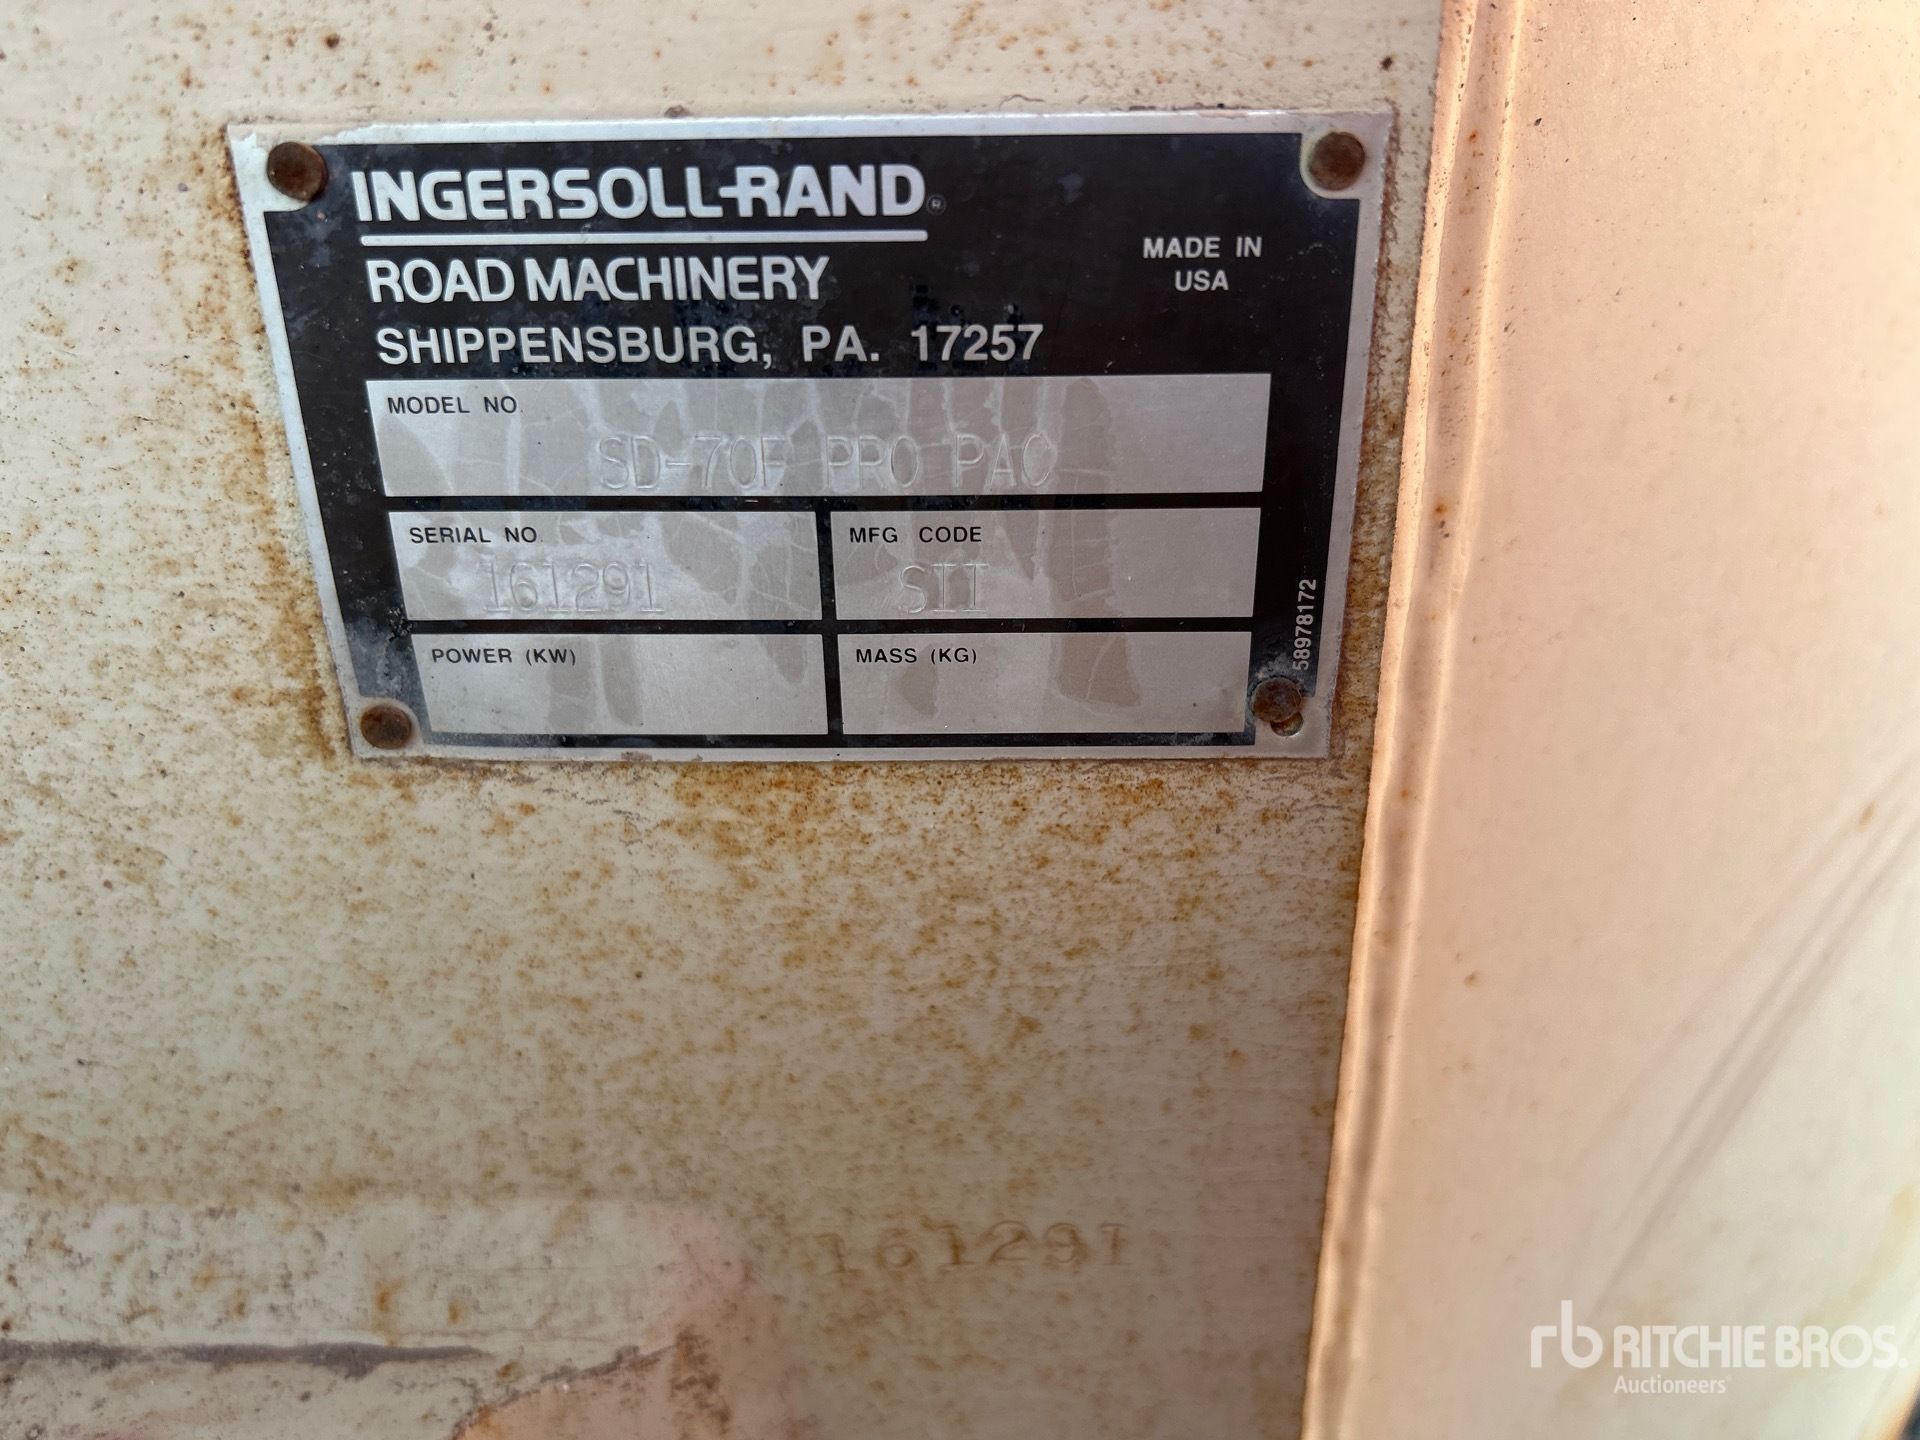 INGERSOLL-RAND®
ROAD MACHINERY
SHIPPENSBURG, PA. 17257
MADE IN
USA
MODEL NO.
SD-70F PRO PAC
SERIAL NO.
161291
MFG CODE
SII
POWER (KW)
MASS (KG)
58978172
161291
rb RITCHIE BROS.
Auctioneers